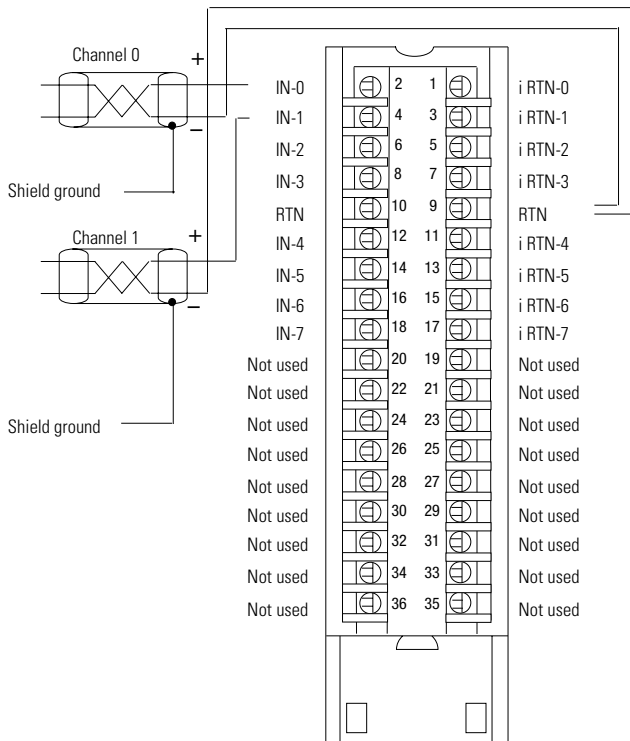 Channel 0
+
–
Shield ground
Channel 1
+
–
Shield ground
IN-0 2 1 i RTN-0
IN-1 4 3 i RTN-1
IN-2 6 5 i RTN-2
IN-3 8 7 i RTN-3
RTN 10 9 RTN
IN-4 12 11 i RTN-4
IN-5 14 13 i RTN-5
IN-6 16 15 i RTN-6
IN-7 18 17 i RTN-7
Not used 20 19 Not used
Not used 22 21 Not used
Not used 24 23 Not used
Not used 26 25 Not used
Not used 28 27 Not used
Not used 30 29 Not used
Not used 32 31 Not used
Not used 34 33 Not used
Not used 36 35 Not used